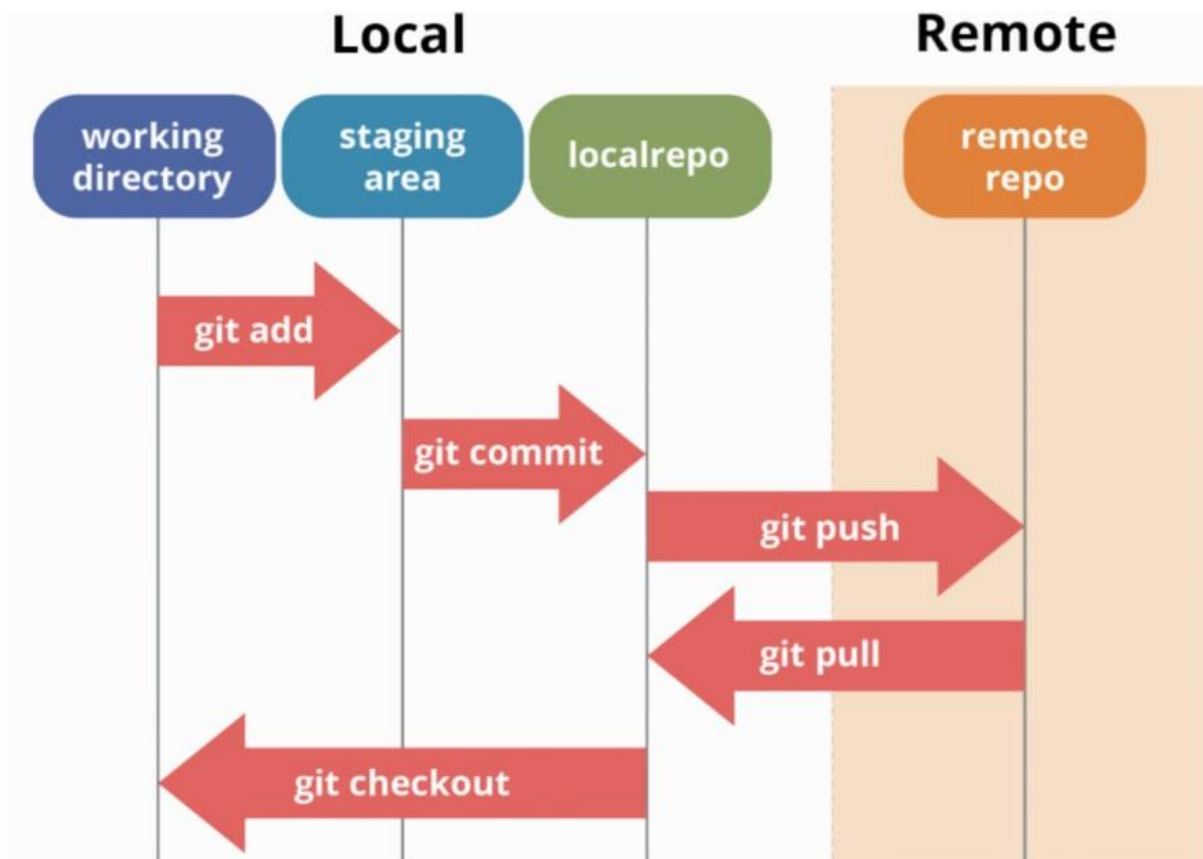 Local
Remote
working
directory
staging
area
localrepo
remote
repo
git add
git commit
git push
git pull
git checkout